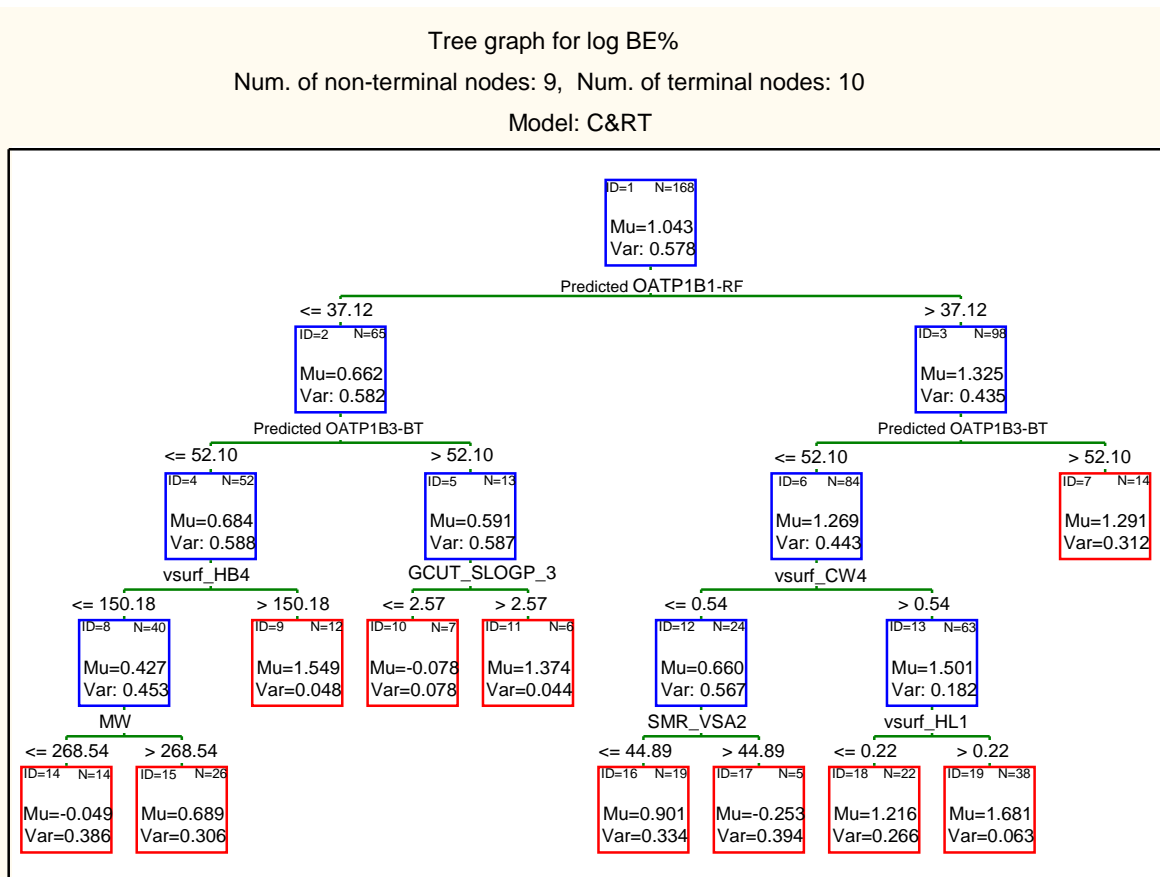 Tree graph for log BE%
Num. of non-terminal nodes: 9,  Num. of terminal nodes: 10
Model: C&RT
ID=1 N=168
Mu=1.043
Var: 0.578
Predicted OATP1B1-RF
<= 37.12 > 37.12
ID=2 N=65 ID=3 N=98
Mu=0.662 Mu=1.325
Var: 0.582 Var: 0.435
Predicted OATP1B3-BT Predicted OATP1B3-BT
<= 52.10 > 52.10 <= 52.10 > 52.10
ID=4 N=52 ID=5 N=13 ID=6 N=84 ID=7 N=14
Mu=0.684 Mu=0.591 Mu=1.269 Mu=1.291
Var: 0.588 Var: 0.587 Var: 0.443 Var=0.312
vsurf_HB4 GCUT_SLOGP_3 vsurf_CW4
<= 150.18 > 150.18 <= 2.57 > 2.57 <= 0.54 > 0.54
ID=8 N=40 ID=9 N=12 ID=10 N=7 ID=11 N=6 ID=12 N=24 ID=13 N=63
Mu=0.427 Mu=1.549 Mu=-0.078 Mu=1.374 Mu=0.660 Mu=1.501
Var: 0.453 Var=0.048 Var=0.078 Var=0.044 Var: 0.567 Var: 0.182
MW SMR_VSA2 vsurf_HL1
<= 268.54 > 268.54 <= 44.89 > 44.89 <= 0.22 > 0.22
ID=14 N=14 ID=15 N=26 ID=16 N=19 ID=17 N=5 ID=18 N=22 ID=19 N=38
Mu=-0.049 Mu=0.689 Mu=0.901 Mu=-0.253 Mu=1.216 Mu=1.681
Var=0.386 Var=0.306 Var=0.334 Var=0.394 Var=0.266 Var=0.063